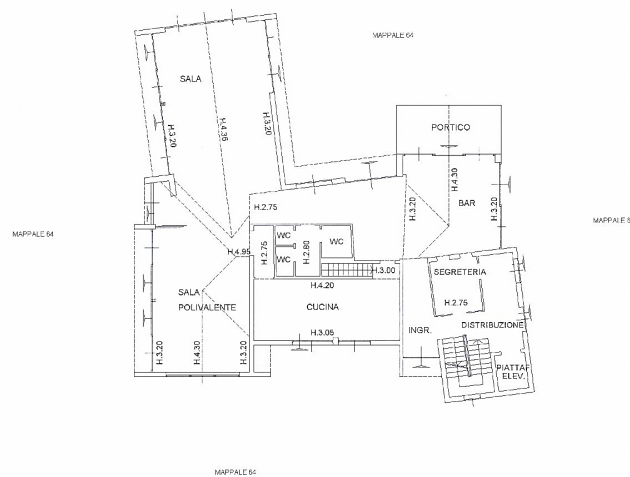 MAPPALE 64
SALA
H.3.20
H.4.35
H.3.20
PORTICO
H.4.30
H.3.20
BAR
H.3.20
H.2.75
MAPPALE 64
MAPPALE 6
WC
WC
WC
H.2.75
H.2.80
H.4.95
H.3.00
SEGRETERIA
H.4.20
SALA
POLIVALENTE
CUCINA
H.2.75
DISTRIBUZIONE
INGR.
H.3.05
H.3.20
H.4.30
H.3.20
PIATTAF
ELEV.
MAPPALE 64